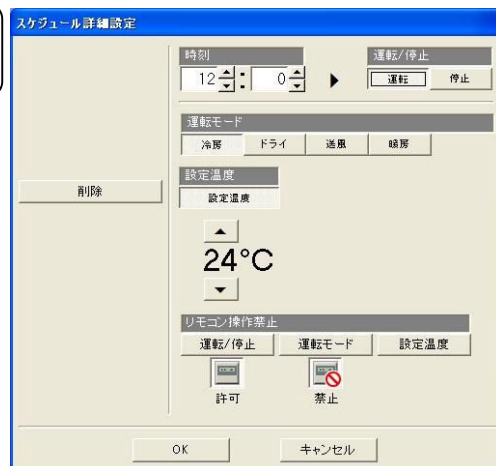 スケジュール詳細設定
時刻
運転/停止
12 : 0 ▶ 運転 停止
運転モード
冷房 ドライ 送風 暖房
削除
設定温度
設定温度
24°C
リモコン操作禁止
運転/停止 運転モード 設定温度
許可 禁止
OK キャンセル